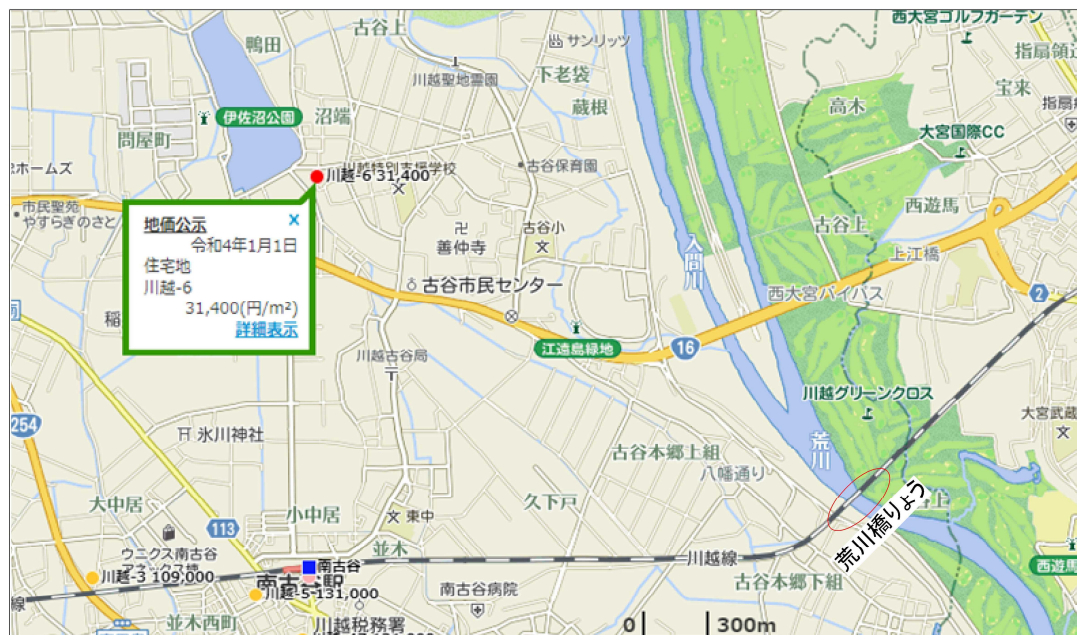 西大宮ゴルフガーデン
古谷上
鴨田
サンリッツ
指扇領辻
下老袋
川越聖地霊園
宝来
蔵根
高木
伊佐沼公園
沼端
指扇病
問屋町
大宮国際CC
古谷保育園
川越特別支援学校
川越-6 31,400
ホームズ
市民聖苑
やすらぎのさと
西遊馬
地価公示 ×
令和4年1月1日
住宅地
川越-6
31,400(円/m²)
詳細表示
古谷小
善仲寺
古谷上
入間川
上江橋
古谷市民センター
西大宮バイパス
2
稲
江遠島緑地
16
川越古谷局
川越グリーンクロス
254
大宮武蔵
氷川神社
荒川
古谷本郷上組
八幡通り
大中居
久下戸
古谷上
小中居
東中
113
荒川橋りょう
並木
ウニクス南古谷
アネックス棟
南古谷
川越線
川越-3 109,000
南古谷駅
古谷本郷下組
西遊馬
川越-5-131,000
南古谷病院
線
並木西町
川越税務署
0 300m